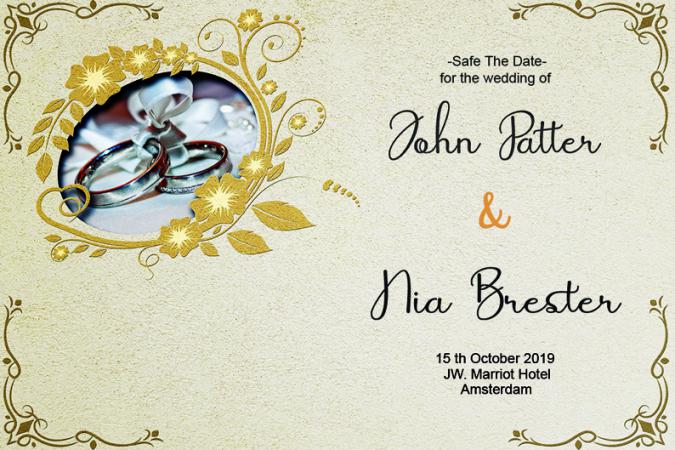 -Safe The Date-
for the wedding of
John Patter
&
Nia Brester
15 th October 2019
JW. Marriot Hotel
Amsterdam